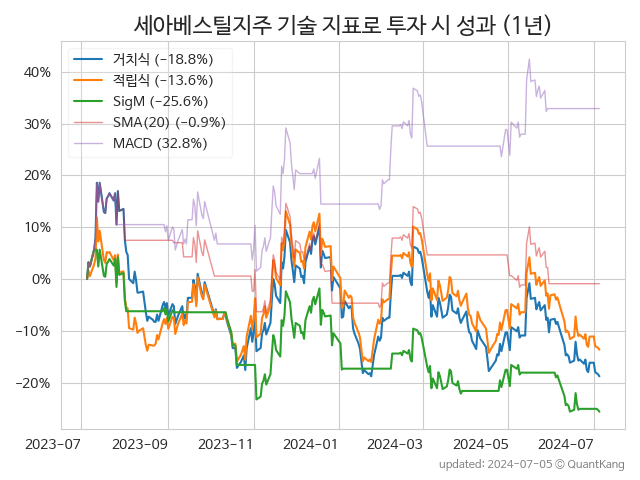 세아베스틸지주 기술 지표로 투자 시 성과 (1년)
거치식 (−18.8%)
적립식 (−13.6%)
SigM (−25.6%)
SMA(20) (−0.9%)
MACD (32.8%)
40%
30%
20%
10%
0%
−10%
−20%
2023-07 2023-09 2023-11 2024-01 2024-03 2024-05 2024-07
updated: 2024-07-05 © QuantKang